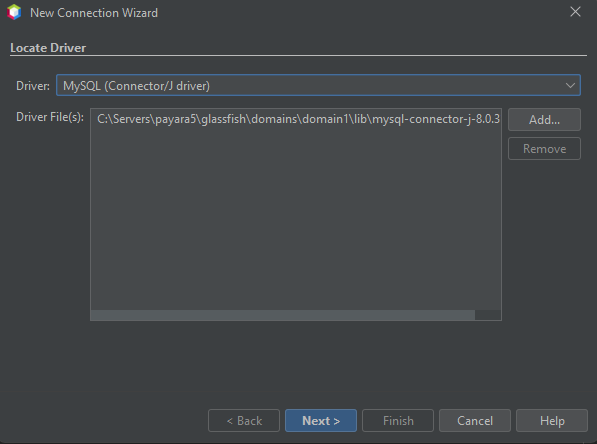 New Connection Wizard
Locate Driver
Driver: MySQL (Connector/J driver)
Driver File(s): C:\Servers\payara5\glassfish\domains\domain1\lib\mysql-connector-j-8.0.3
Add...
Remove
< Back Next > Finish Cancel Help